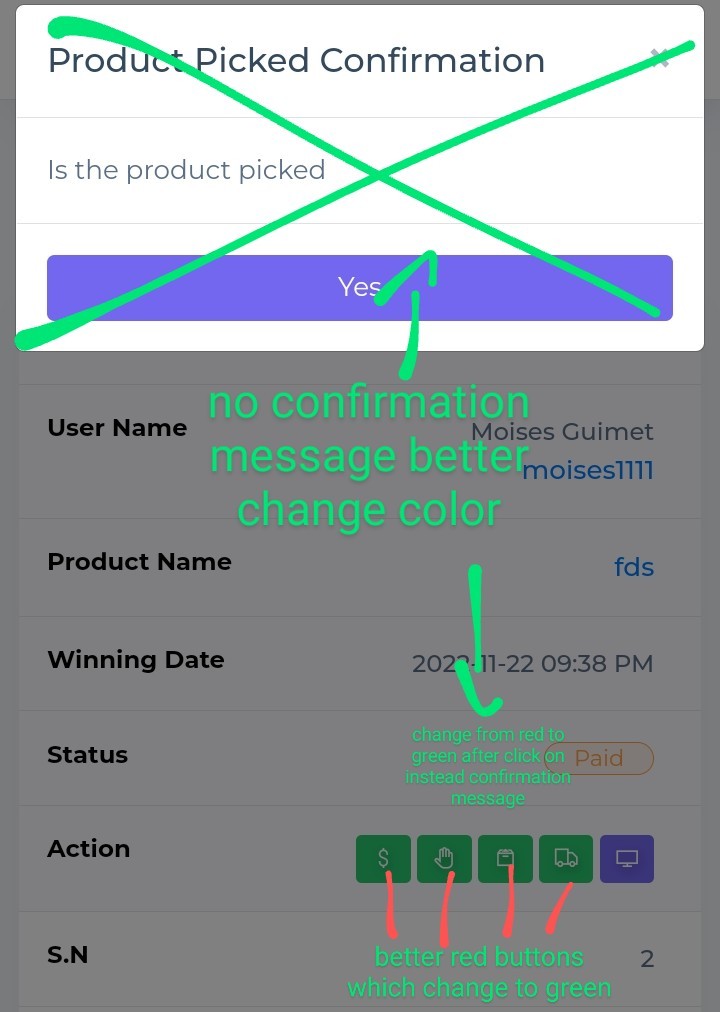 Product Picked Confirmation
Is the product picked
Yes
no confirmation
message better
change color
User Name
Moises Guimet
moises1111
Product Name
fds
Winning Date
2022-11-22 09:38 PM
change from red to
green after click on
instead confirmation
message
Status
Paid
Action
better red buttons
which change to green
S.N
2